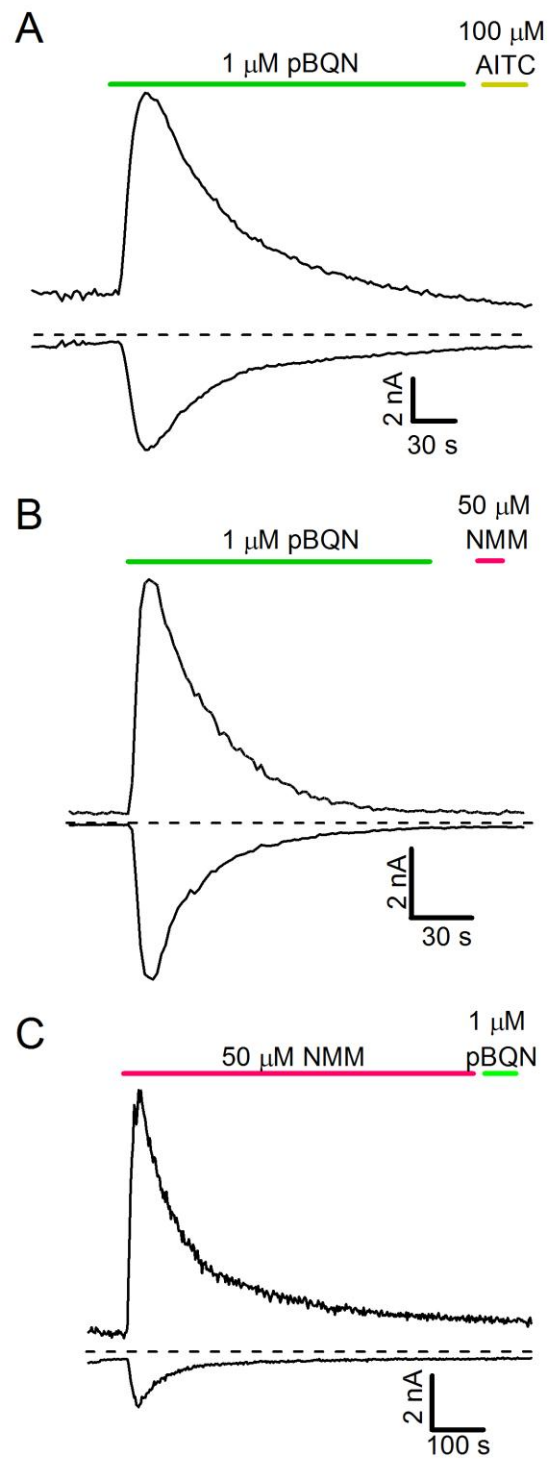 A
100 μM
1 μM pBQN
AITC
2 nA
30 s
B
50 μM
1 μM pBQN
NMM
2 nA
30 s
C
1 μM
50 μM NMM
pBQN
2 nA
100 s